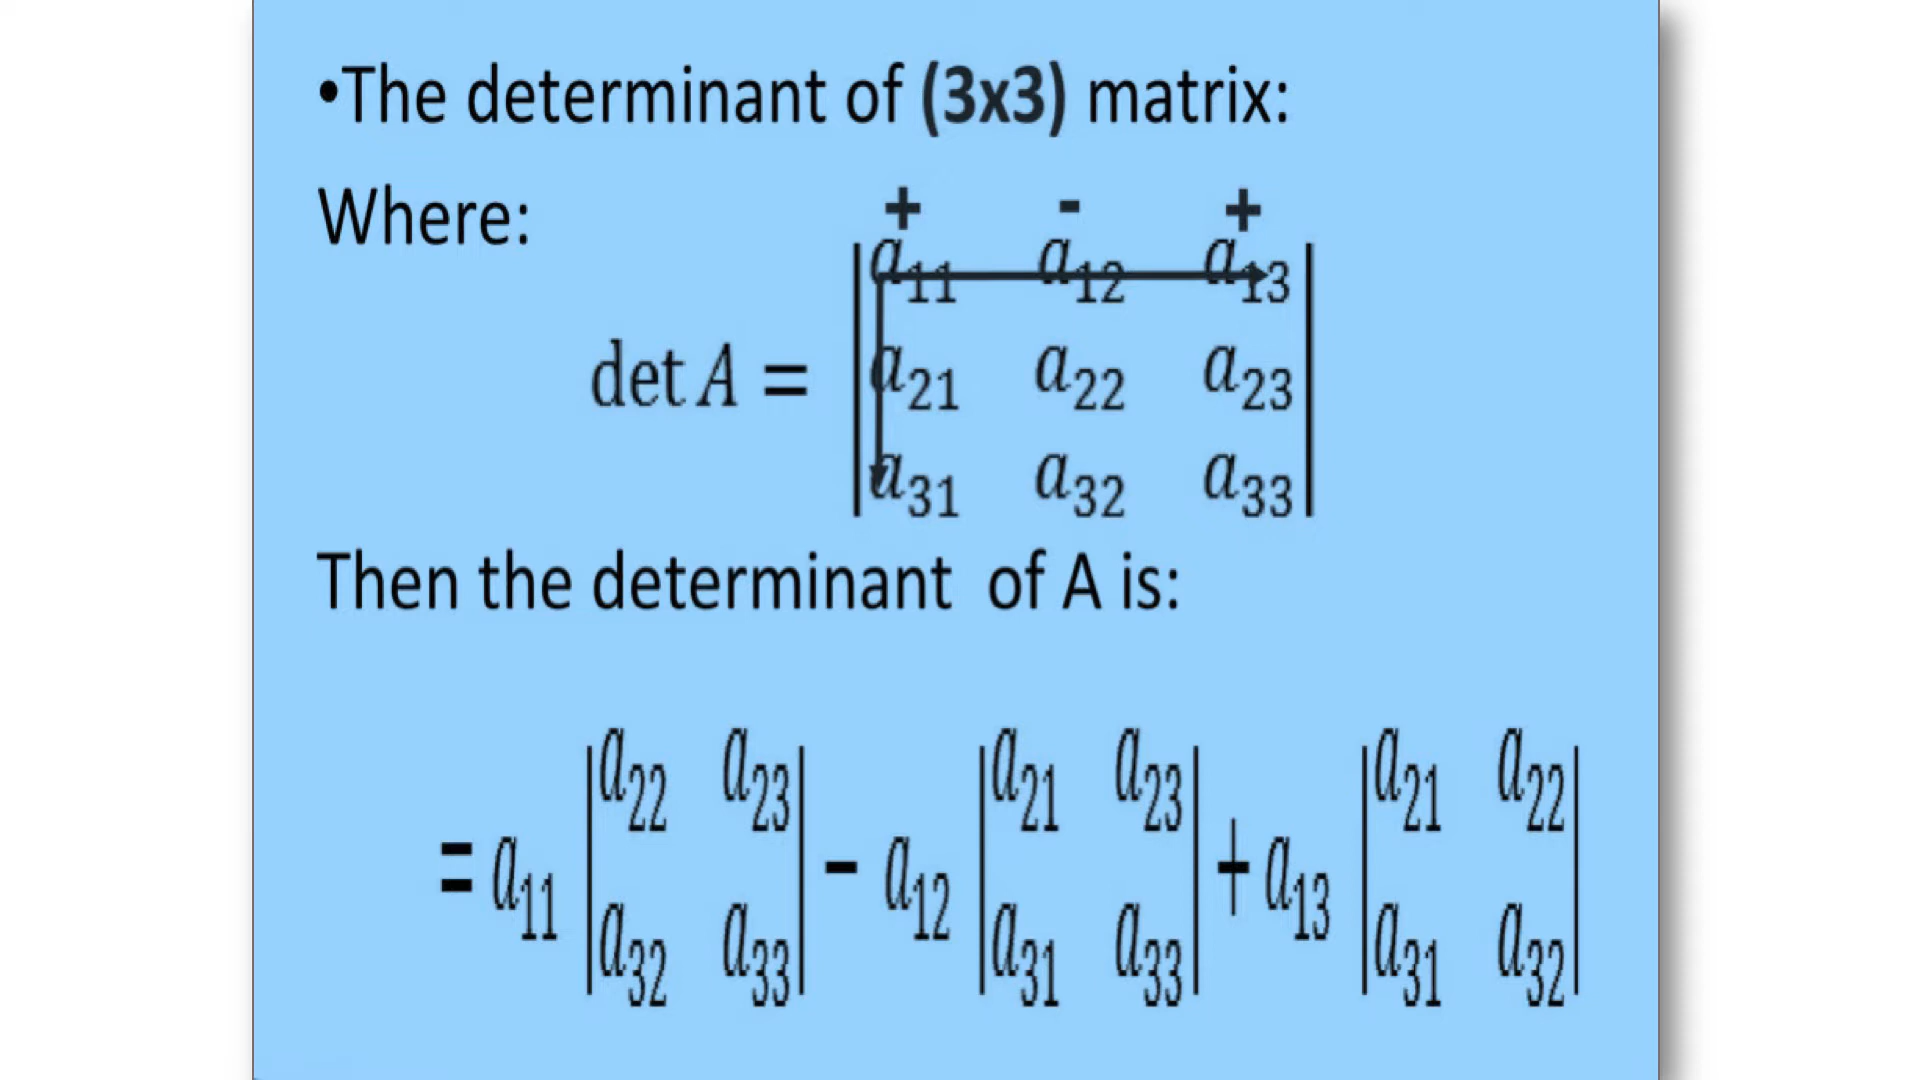 •The determinant of (3x3) matrix:
Where:
+ - +
a11 a12 a13
det A = a21 a22 a23
a31 a32 a33
Then the determinant of A is:
= a11 |a22 a23| - a12 |a21 a23| + a13 |a21 a22|
|a32 a33| |a31 a33| |a31 a32|